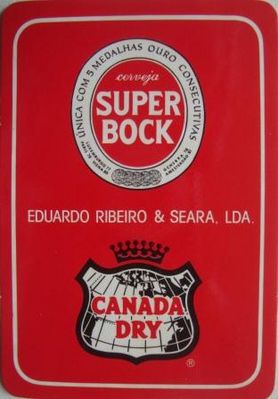 ÚNICA COM 5 MEDALHAS OURO CONSECUTIVAS
cerveja
SUPER
BOCK
EDUARDO RIBEIRO & SEARA, LDA.
CANADA
DRY
®